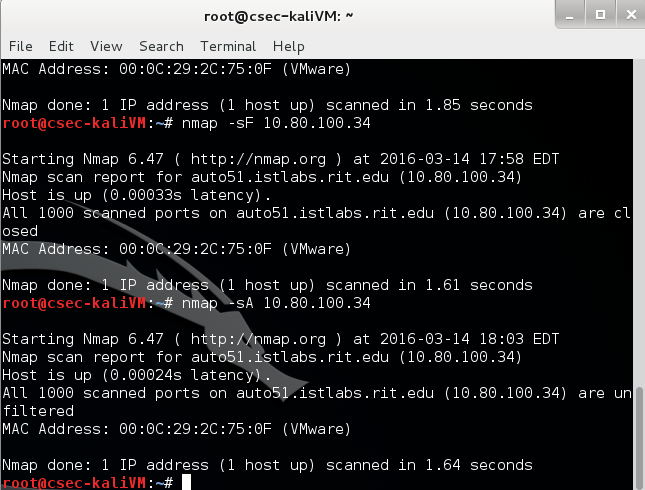 root@csec-kaliVM: ~
File Edit View Search Terminal Help
MAC Address: 00:0C:29:2C:75:0F (VMware)
Nmap done: 1 IP address (1 host up) scanned in 1.85 seconds
root@csec-kaliVM:~# nmap -sF 10.80.100.34
Starting Nmap 6.47 ( http://nmap.org ) at 2016-03-14 17:58 EDT
Nmap scan report for auto51.istlabs.rit.edu (10.80.100.34)
Host is up (0.00033s latency).
All 1000 scanned ports on auto51.istlabs.rit.edu (10.80.100.34) are cl
osed
MAC Address: 00:0C:29:2C:75:0F (VMware)
Nmap done: 1 IP address (1 host up) scanned in 1.61 seconds
root@csec-kaliVM:~# nmap -sA 10.80.100.34
Starting Nmap 6.47 ( http://nmap.org ) at 2016-03-14 18:03 EDT
Nmap scan report for auto51.istlabs.rit.edu (10.80.100.34)
Host is up (0.00024s latency).
All 1000 scanned ports on auto51.istlabs.rit.edu (10.80.100.34) are un
filtered
MAC Address: 00:0C:29:2C:75:0F (VMware)
Nmap done: 1 IP address (1 host up) scanned in 1.64 seconds
root@csec-kaliVM:~#